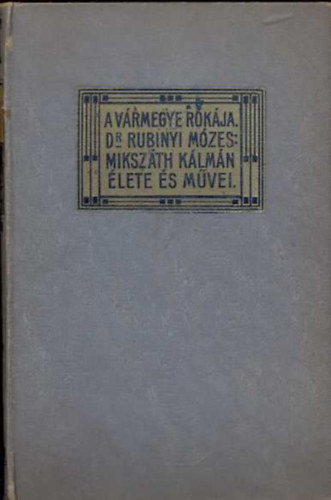 A VÁRMEGYE RÓKÁJA.
DR RUBINYI MÓZES:
MIKSZÁTH KÁLMÁN
ÉLETE ÉS MŰVEI.